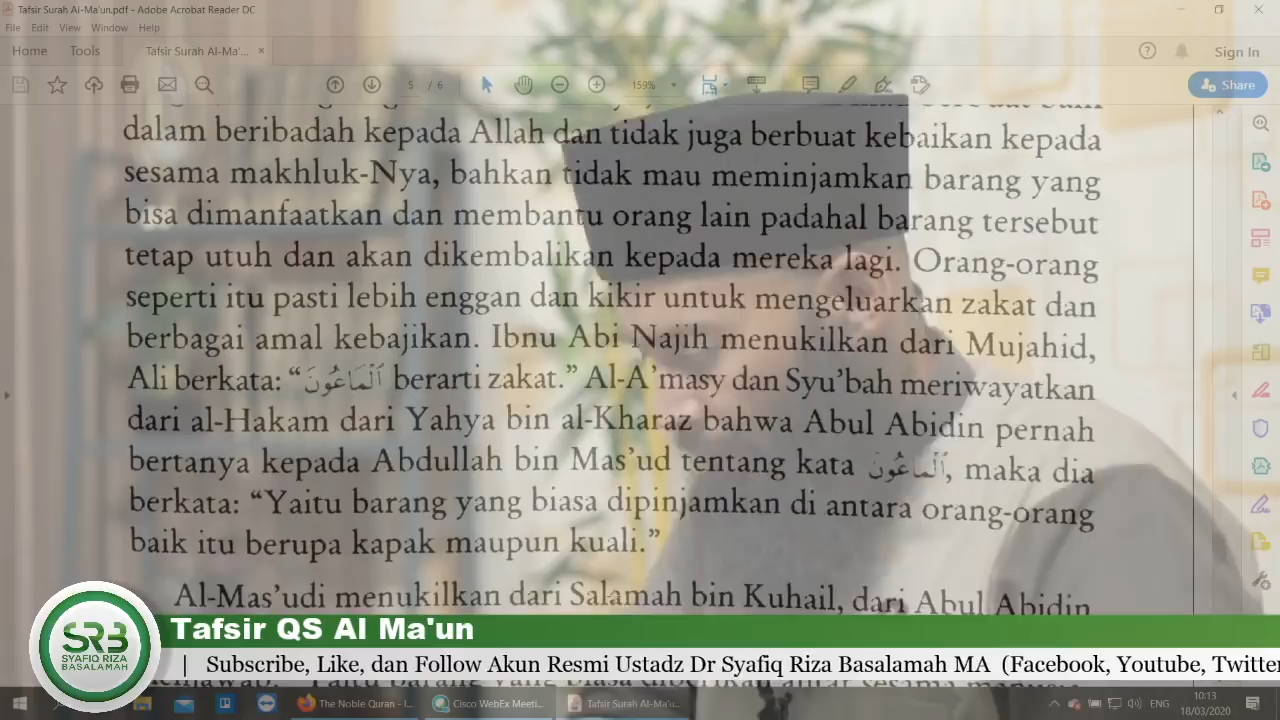 Tafsir Surah Al-Ma'un.pdf - Adobe Acrobat Reader DC
File Edit View Window Help
Home Tools Tafsir Surah Al-Ma'... × Sign In
5 / 6 159% Share
dalam beribadah kepada Allah dan tidak juga berbuat kebaikan kepada
sesama makhluk-Nya, bahkan tidak mau meminjamkan barang yang
bisa dimanfaatkan dan membantu orang lain padahal barang tersebut
tetap utuh dan akan dikembalikan kepada mereka lagi. Orang-orang
seperti itu pasti lebih enggan dan kikir untuk mengeluarkan zakat dan
berbagai amal kebajikan. Ibnu Abi Najih menukilkan dari Mujahid,
Ali berkata: “اَلْمَاعُونَ berarti zakat.” Al-A’masy dan Syu’bah meriwayatkan
dari al-Hakam dari Yahya bin al-Kharaz bahwa Abul Abidin pernah
bertanya kepada Abdullah bin Mas’ud tentang kata اَلْمَاعُونَ, maka dia
berkata: “Yaitu barang yang biasa dipinjamkan di antara orang-orang
baik itu berupa kapak maupun kuali.”
Al-Mas’udi menukilkan dari Salamah bin Kuhail, dari Abul Abidin
SRB
SYAFIQ RIZA
BASALAMAH
Tafsir QS Al Ma'un
| Subscribe, Like, dan Follow Akun Resmi Ustadz Dr Syafiq Riza Basalamah MA (Facebook, Youtube, Twitter
The Noble Quran - I... Cisco WebEx Meeti... Tafsir Surah Al-Ma'u... ENG
10:13
18/03/2020